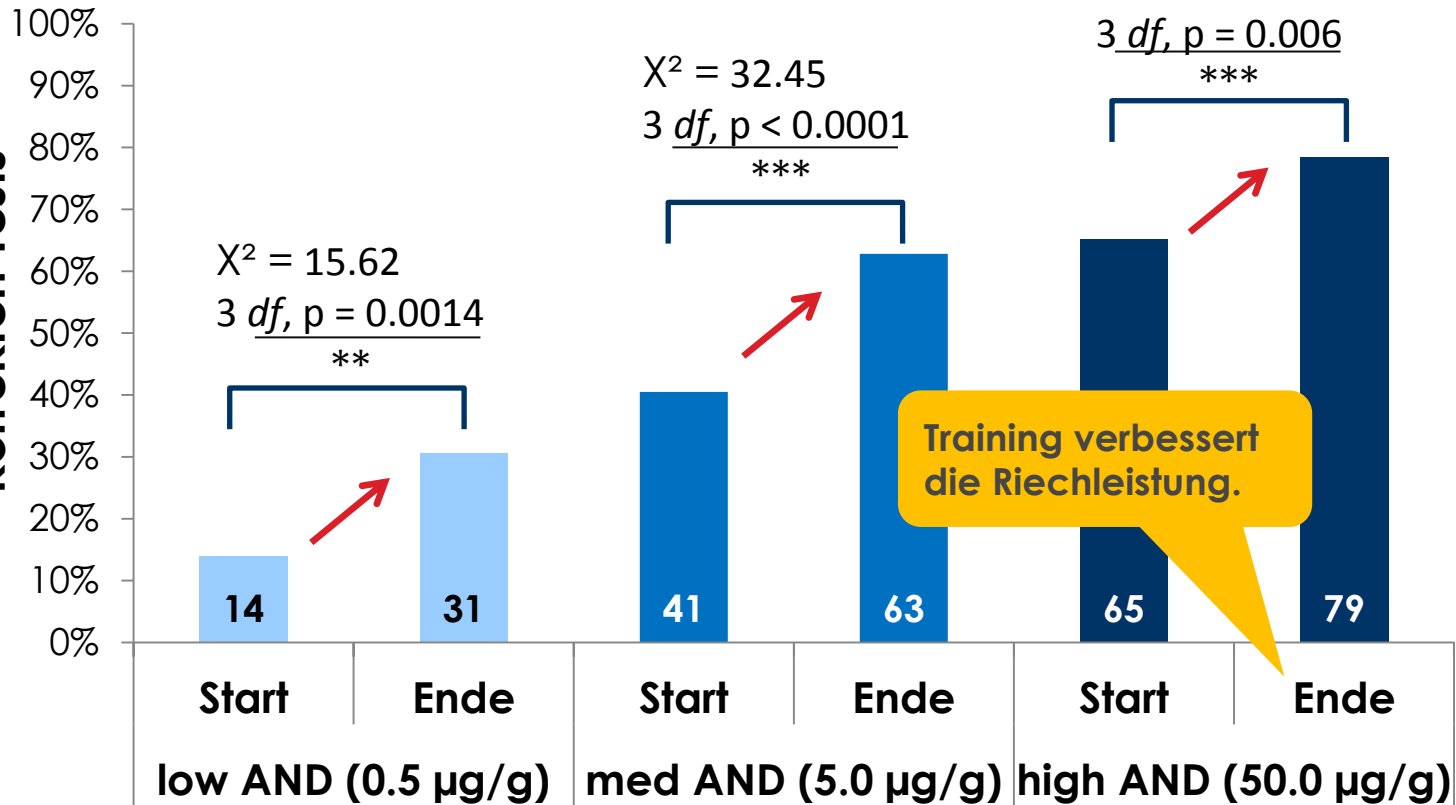 100%
90%
80%
70%
60%
50%
40%
30%
20%
10%
0%
X² = 15.62
3 df, p = 0.0014
**
X² = 32.45
3 df, p < 0.0001
***
3 df, p = 0.006
***
Training verbessert
die Riechleistung.
14 31 41 63 65 79
Start Ende Start Ende Start Ende
low AND (0.5 µg/g) med AND (5.0 µg/g) high AND (50.0 µg/g)